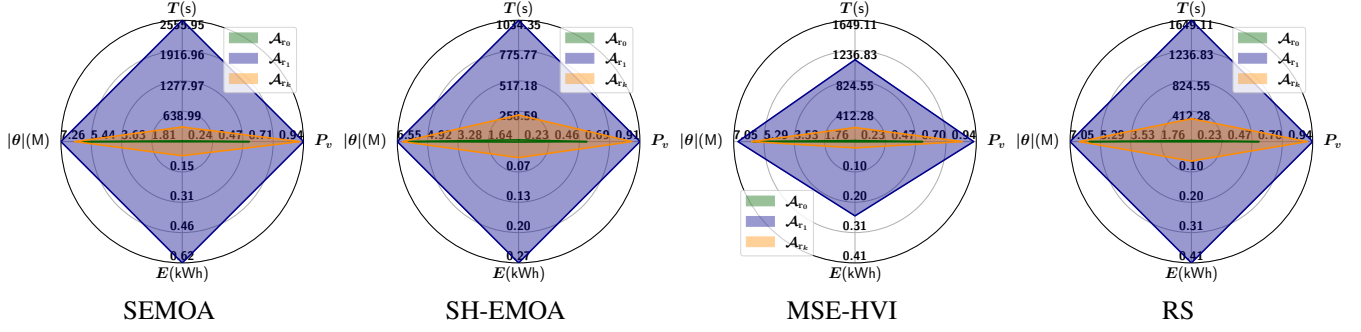 T(s)
2555.95
1916.96
1277.97
638.99
|θ|(M) 7.26 5.44 3.63 1.81 0.24 0.47 0.71 0.94 P_v
0.15
0.31
0.46
0.62
E(kWh)
A_r₀
A_r₁
A_rₖ
SEMOA
T(s)
1034.35
775.77
517.18
258.59
|θ|(M) 6.55 4.92 3.28 1.64 0.23 0.46 0.69 0.91 P_v
0.07
0.13
0.20
0.27
E(kWh)
A_r₀
A_r₁
A_rₖ
SH-EMOA
T(s)
1649.11
1236.83
824.55
412.28
|θ|(M) 7.05 5.29 3.53 1.76 0.23 0.47 0.70 0.94 P_v
0.10
0.20
0.31
0.41
E(kWh)
A_r₀
A_r₁
A_rₖ
MSE-HVI
T(s)
1649.11
1236.83
824.55
412.28
|θ|(M) 7.05 5.29 3.53 1.76 0.23 0.47 0.70 0.94 P_v
0.10
0.20
0.31
0.41
E(kWh)
A_r₀
A_r₁
A_rₖ
RS